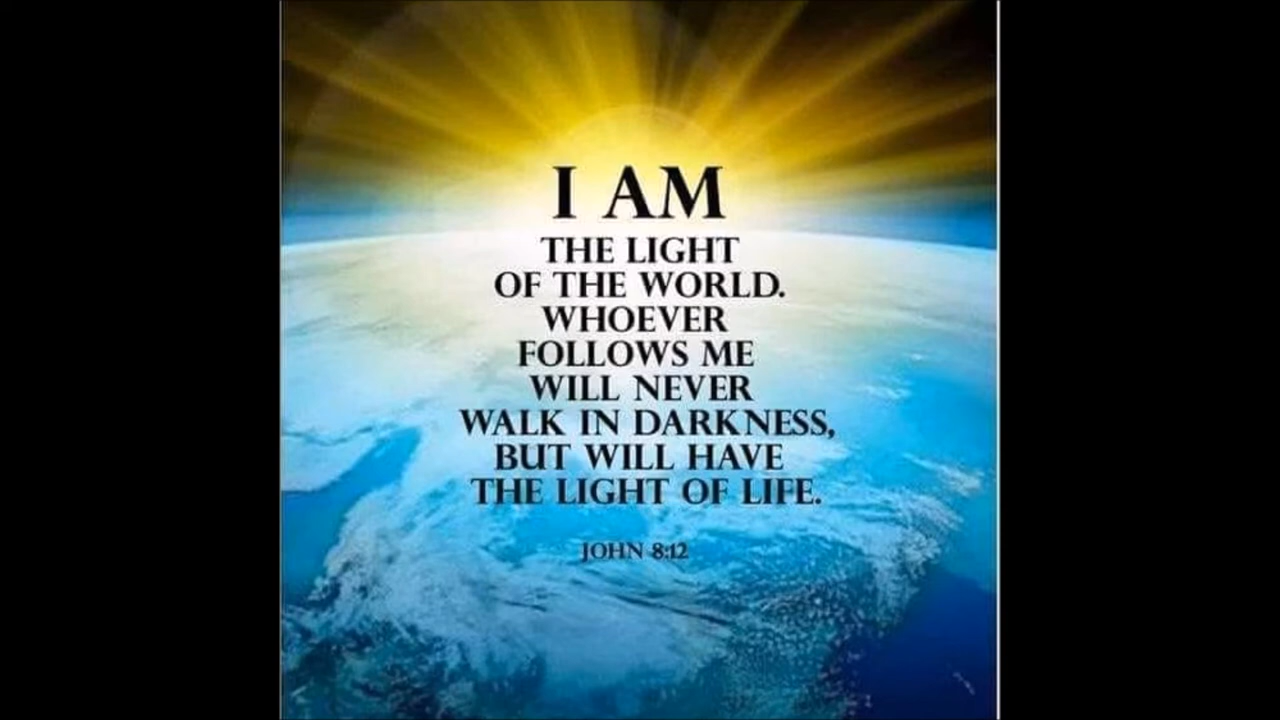 I AM
THE LIGHT
OF THE WORLD.
WHOEVER
FOLLOWS ME
WILL NEVER
WALK IN DARKNESS,
BUT WILL HAVE
THE LIGHT OF LIFE.
JOHN 8:12